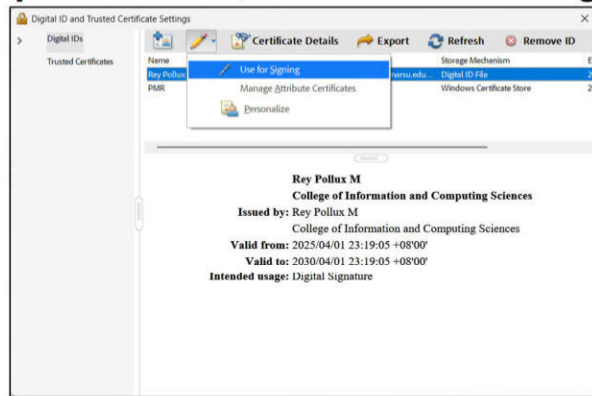 Digital ID and Trusted Certificate Settings
Digital IDs
Trusted Certificates
Certificate Details Export Refresh Remove ID
Name Storage Mechanism E
Rey Pollux Digital ID File 2
PMR Windows Certificate Store 2
Use for Signing
Manage Attribute Certificates
Personalize
Rey Pollux M
College of Information and Computing Sciences
Issued by: Rey Pollux M
College of Information and Computing Sciences
Valid from: 2025/04/01 23:19:05 +08'00'
Valid to: 2030/04/01 23:19:05 +08'00'
Intended usage: Digital Signature